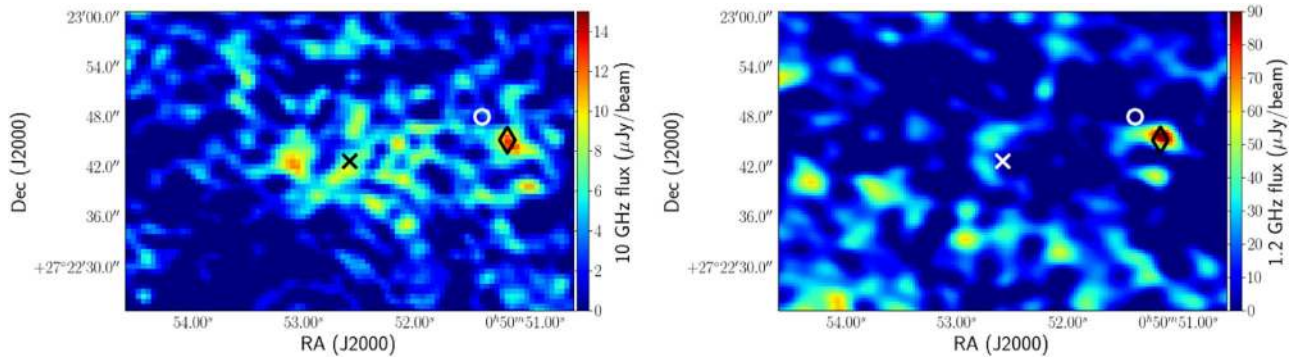 23′00.0″
54.0″
48.0″
42.0″
36.0″
+27°22′30.0″
Dec (J2000)
54.00ˢ
53.00ˢ
52.00ˢ
0ʰ50ᵐ51.00ˢ
RA (J2000)
14
12
10
8
6
4
2
0
10 GHz flux (μJy/beam)
23′00.0″
54.0″
48.0″
42.0″
36.0″
+27°22′30.0″
Dec (J2000)
54.00ˢ
53.00ˢ
52.00ˢ
0ʰ50ᵐ51.00ˢ
RA (J2000)
90
80
70
60
50
40
30
20
10
0
1.2 GHz flux (μJy/beam)